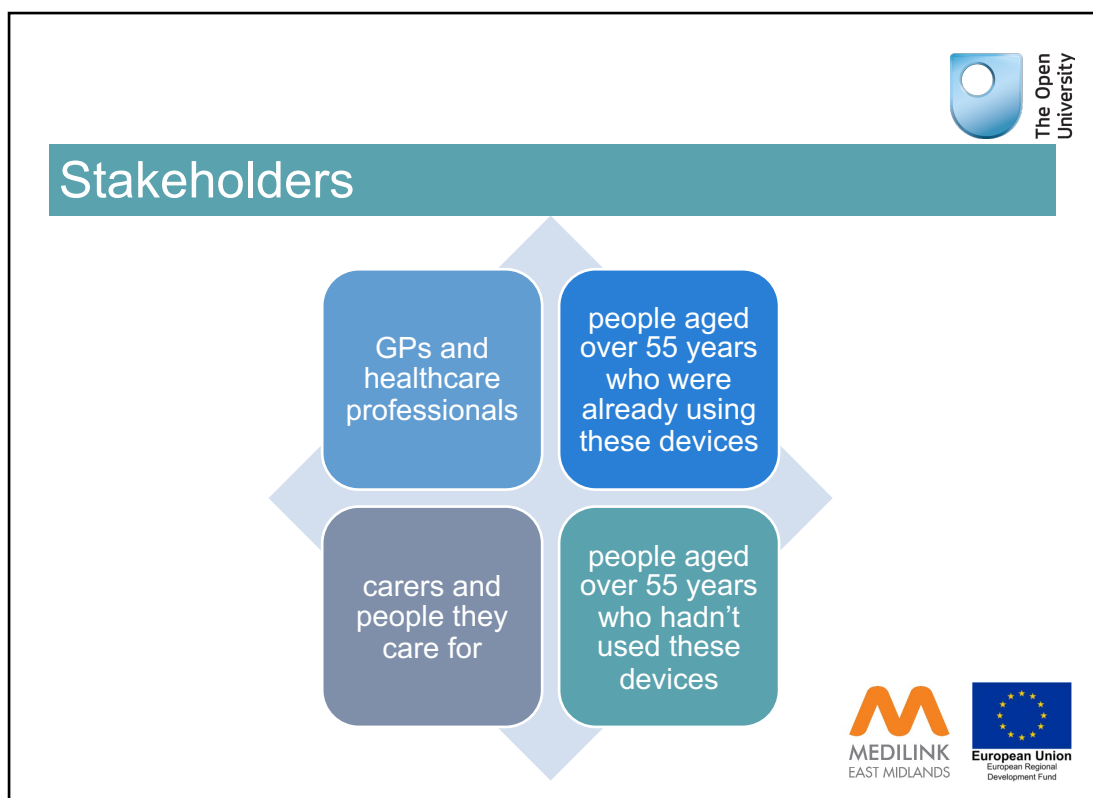 The Open
University
Stakeholders
GPs and
healthcare
professionals
people aged
over 55 years
who were
already using
these devices
carers and
people they
care for
people aged
over 55 years
who hadn't
used these
devices
MEDILINK
EAST MIDLANDS
European Union
European Regional
Development Fund